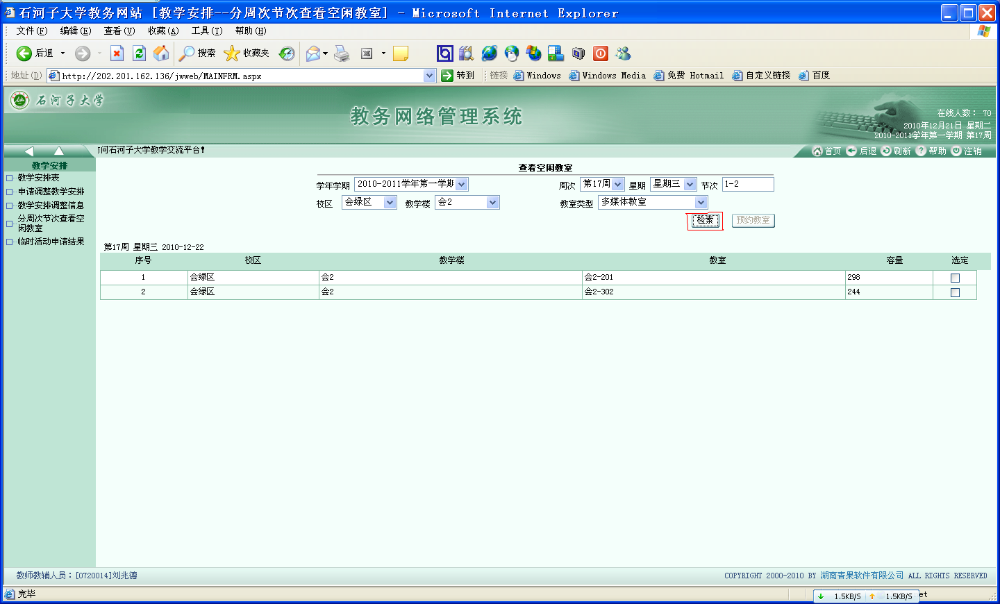 石河子大学教务网站 [教学安排--分周次节次查看空闲教室] - Microsoft Internet Explorer
文件(F) 编辑(E) 查看(V) 收藏(A) 工具(T) 帮助(H)
后退 搜索 收藏夹
地址(D) http://202.201.162.136/jwweb/MAINFRM.aspx 转到 链接 Windows Windows Media 免费 Hotmail 自定义链接 百度
石河子大学
教务网络管理系统
在线人数： 70
2010年12月21日 星期二
2010-2011学年第一学期 第17周
问石河子大学教学交流平台！
首页 后退 刷新 帮助 注销
教学安排
教学安排表
申请调整教学安排
教学安排调整信息
分周次节次查看空
闲教室
临时活动申请结果
查看空闲教室
学年学期 2010-2011学年第一学期 周次 第17周 星期 星期三 节次 1-2
校区 会绿区 教学楼 会2 教室类型 多媒体教室
检索 预约教室
第17周 星期三 2010-12-22
序号 校区 教学楼 教室 容量 选定
1 会绿区 会2 会2-201 298
2 会绿区 会2 会2-302 244
教师教辅人员：[0720014]刘兆德 COPYRIGHT 2000-2010 BY 湖南青果软件有限公司 ALL RIGHTS RESERVED
完毕 1.5KB/S 1.5KB/S et